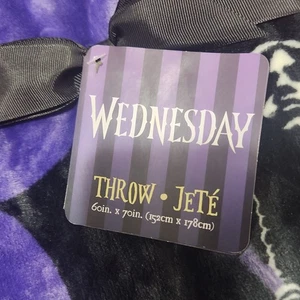 WEDNESDAY
THROW • JETÉ
60in. x 70in. (152cm x 178cm)